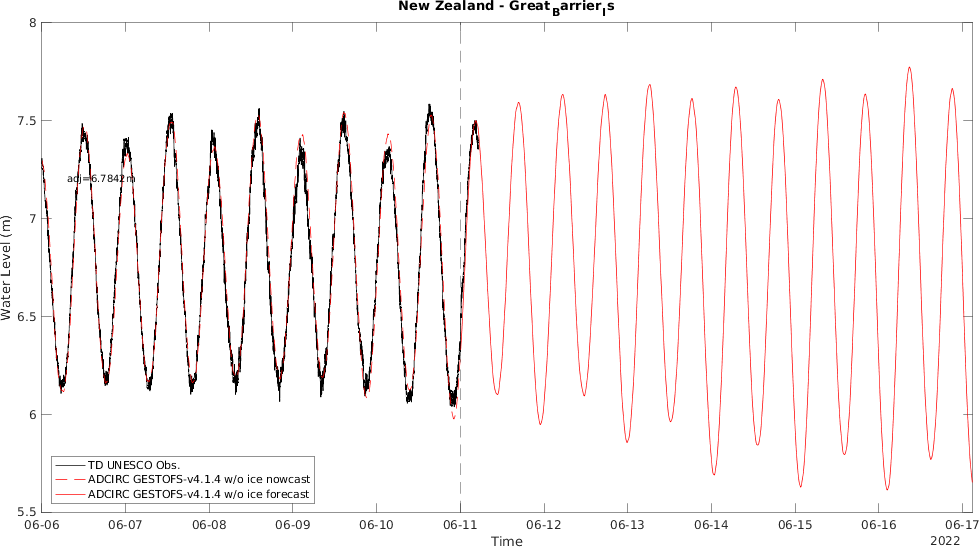 New Zealand - Great_Barrier_Is
8
7.5
adj=6.7842m
7
Water Level (m)
6.5
6
TD UNESCO Obs.
ADCIRC GESTOFS-v4.1.4 w/o ice nowcast
ADCIRC GESTOFS-v4.1.4 w/o ice forecast
5.5
06-06 06-07 06-08 06-09 06-10 06-11 06-12 06-13 06-14 06-15 06-16 06-17
Time 2022